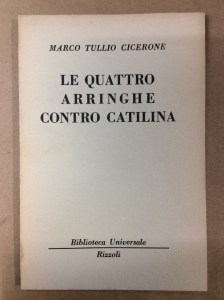 MARCO TULLIO CICERONE
LE QUATTRO
ARRINGHE
CONTRO CATILINA
Biblioteca Universale
Rizzoli